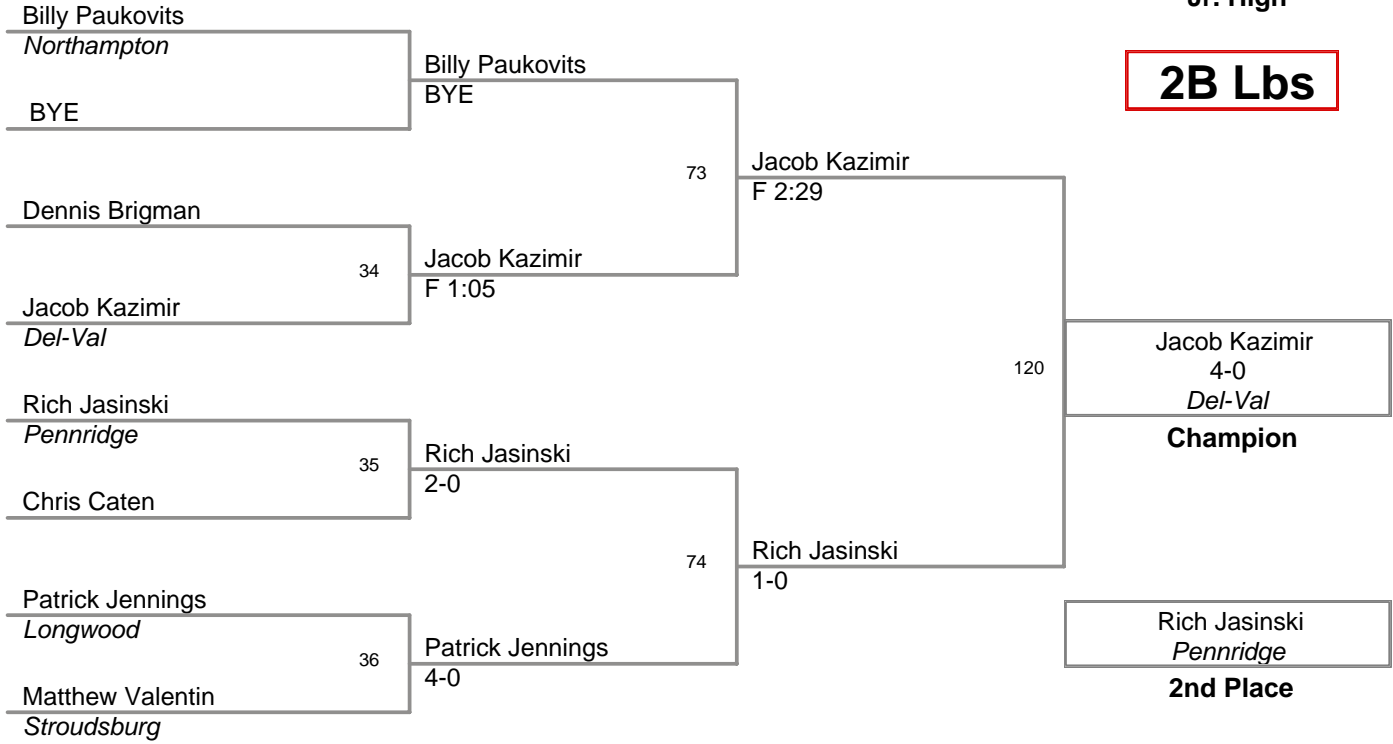 Jr. High
2B Lbs
Billy Paukovits
Northampton
BYE
Dennis Brigman
34
Jacob Kazimir
Del-Val
Rich Jasinski
Pennridge
35
Chris Caten
Patrick Jennings
Longwood
36
Matthew Valentin
Stroudsburg
Billy Paukovits
BYE
73
Jacob Kazimir
F 1:05
Rich Jasinski
2-0
74
Patrick Jennings
4-0
Jacob Kazimir
F 2:29
120
Rich Jasinski
1-0
Jacob Kazimir
4-0
Del-Val
Champion
Rich Jasinski
Pennridge
2nd Place